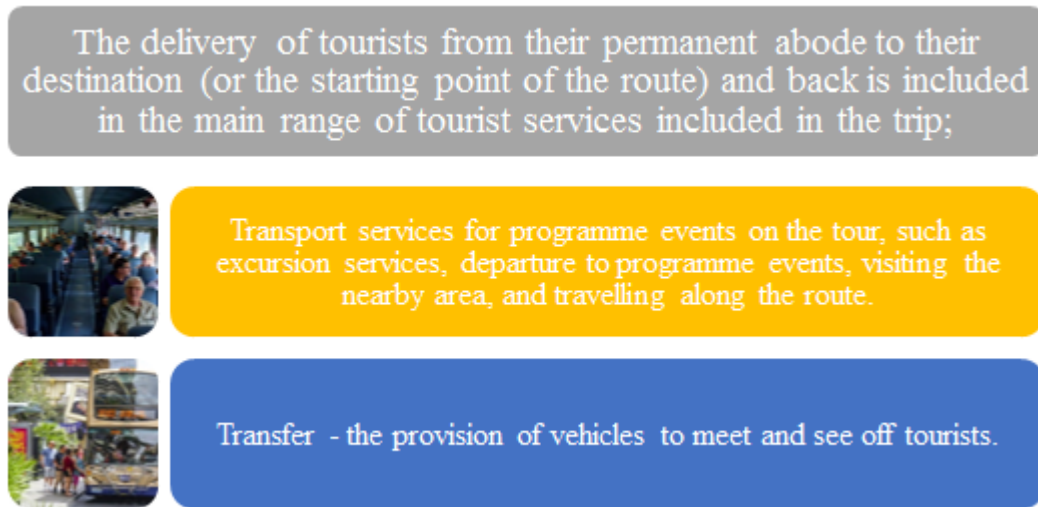 The delivery of tourists from their permanent abode to their
destination (or the starting point of the route) and back is included
in the main range of tourist services included in the trip;
Transport services for programme events on the tour, such as
excursion services, departure to programme events, visiting the
nearby area, and travelling along the route.
Transfer - the provision of vehicles to meet and see off tourists.